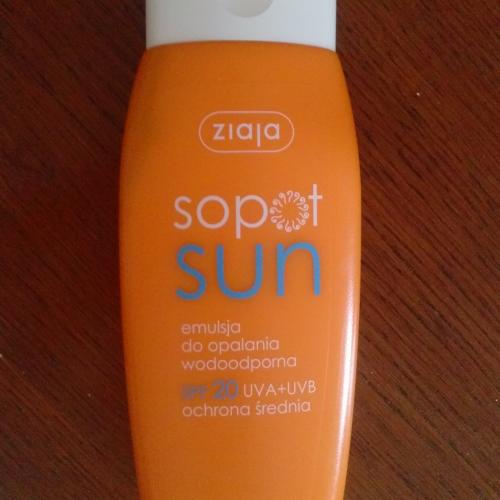 ziaja
sopot
sun
emulsja
do opalania
wodoodporna
SPF 20 UVA+UVB
ochrona średnia